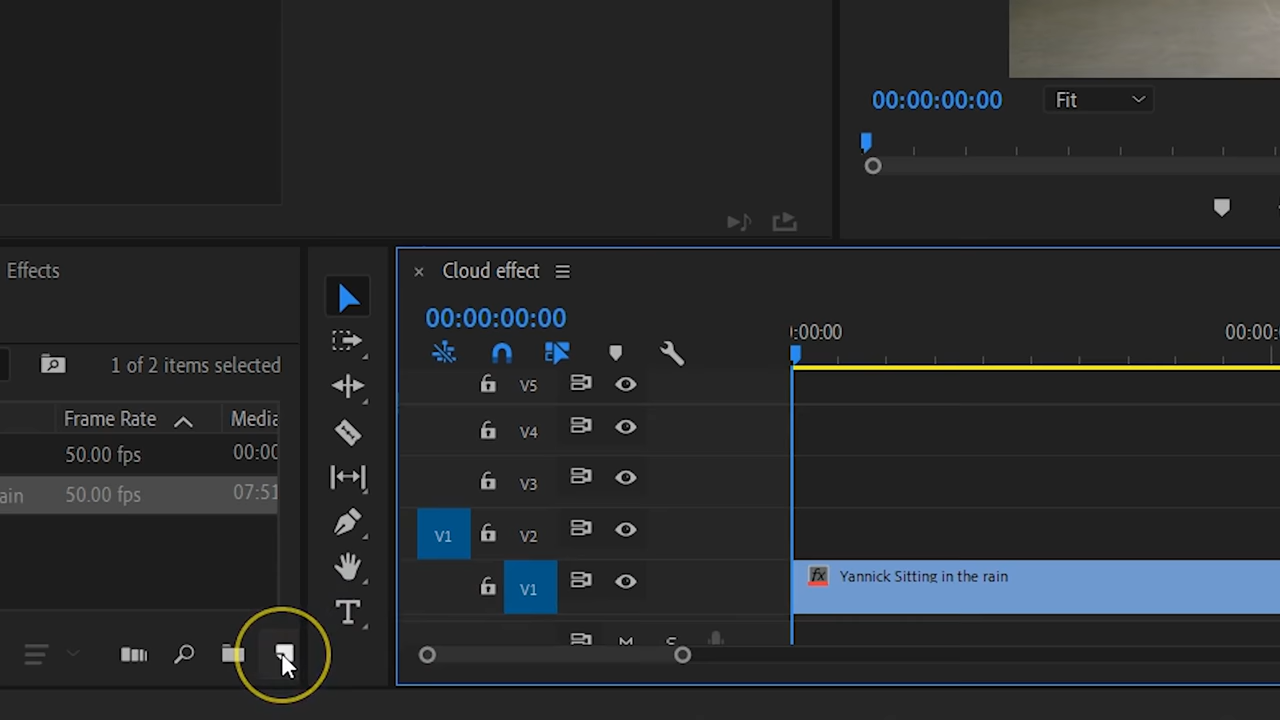 00:00:00:00
Fit
Effects
Cloud effect
00:00:00:00
:00:00
00:00:
1 of 2 items selected
Frame Rate
Media
50.00 fps
00:00
ain
50.00 fps
07:51
V5
V4
V3
V1
V2
V1
fx
Yannick Sitting in the rain
M
S
T